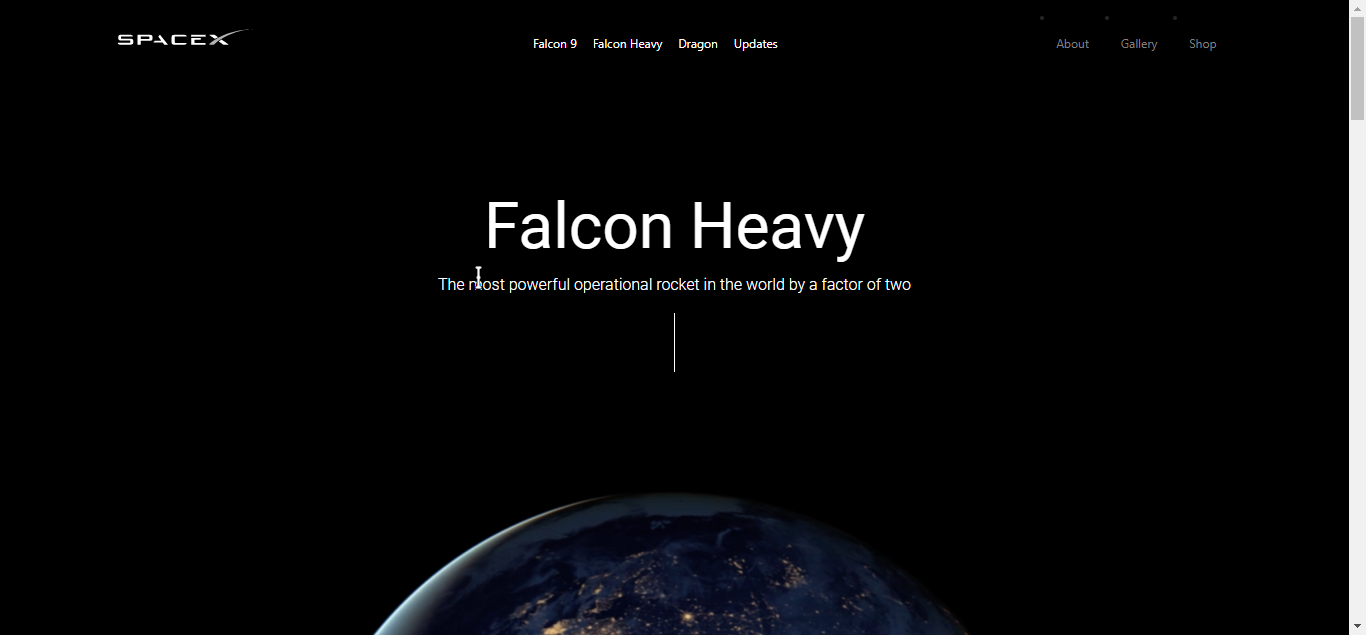 SPACEX
Falcon 9 Falcon Heavy Dragon Updates
About Gallery Shop
Falcon Heavy
The most powerful operational rocket in the world by a factor of two